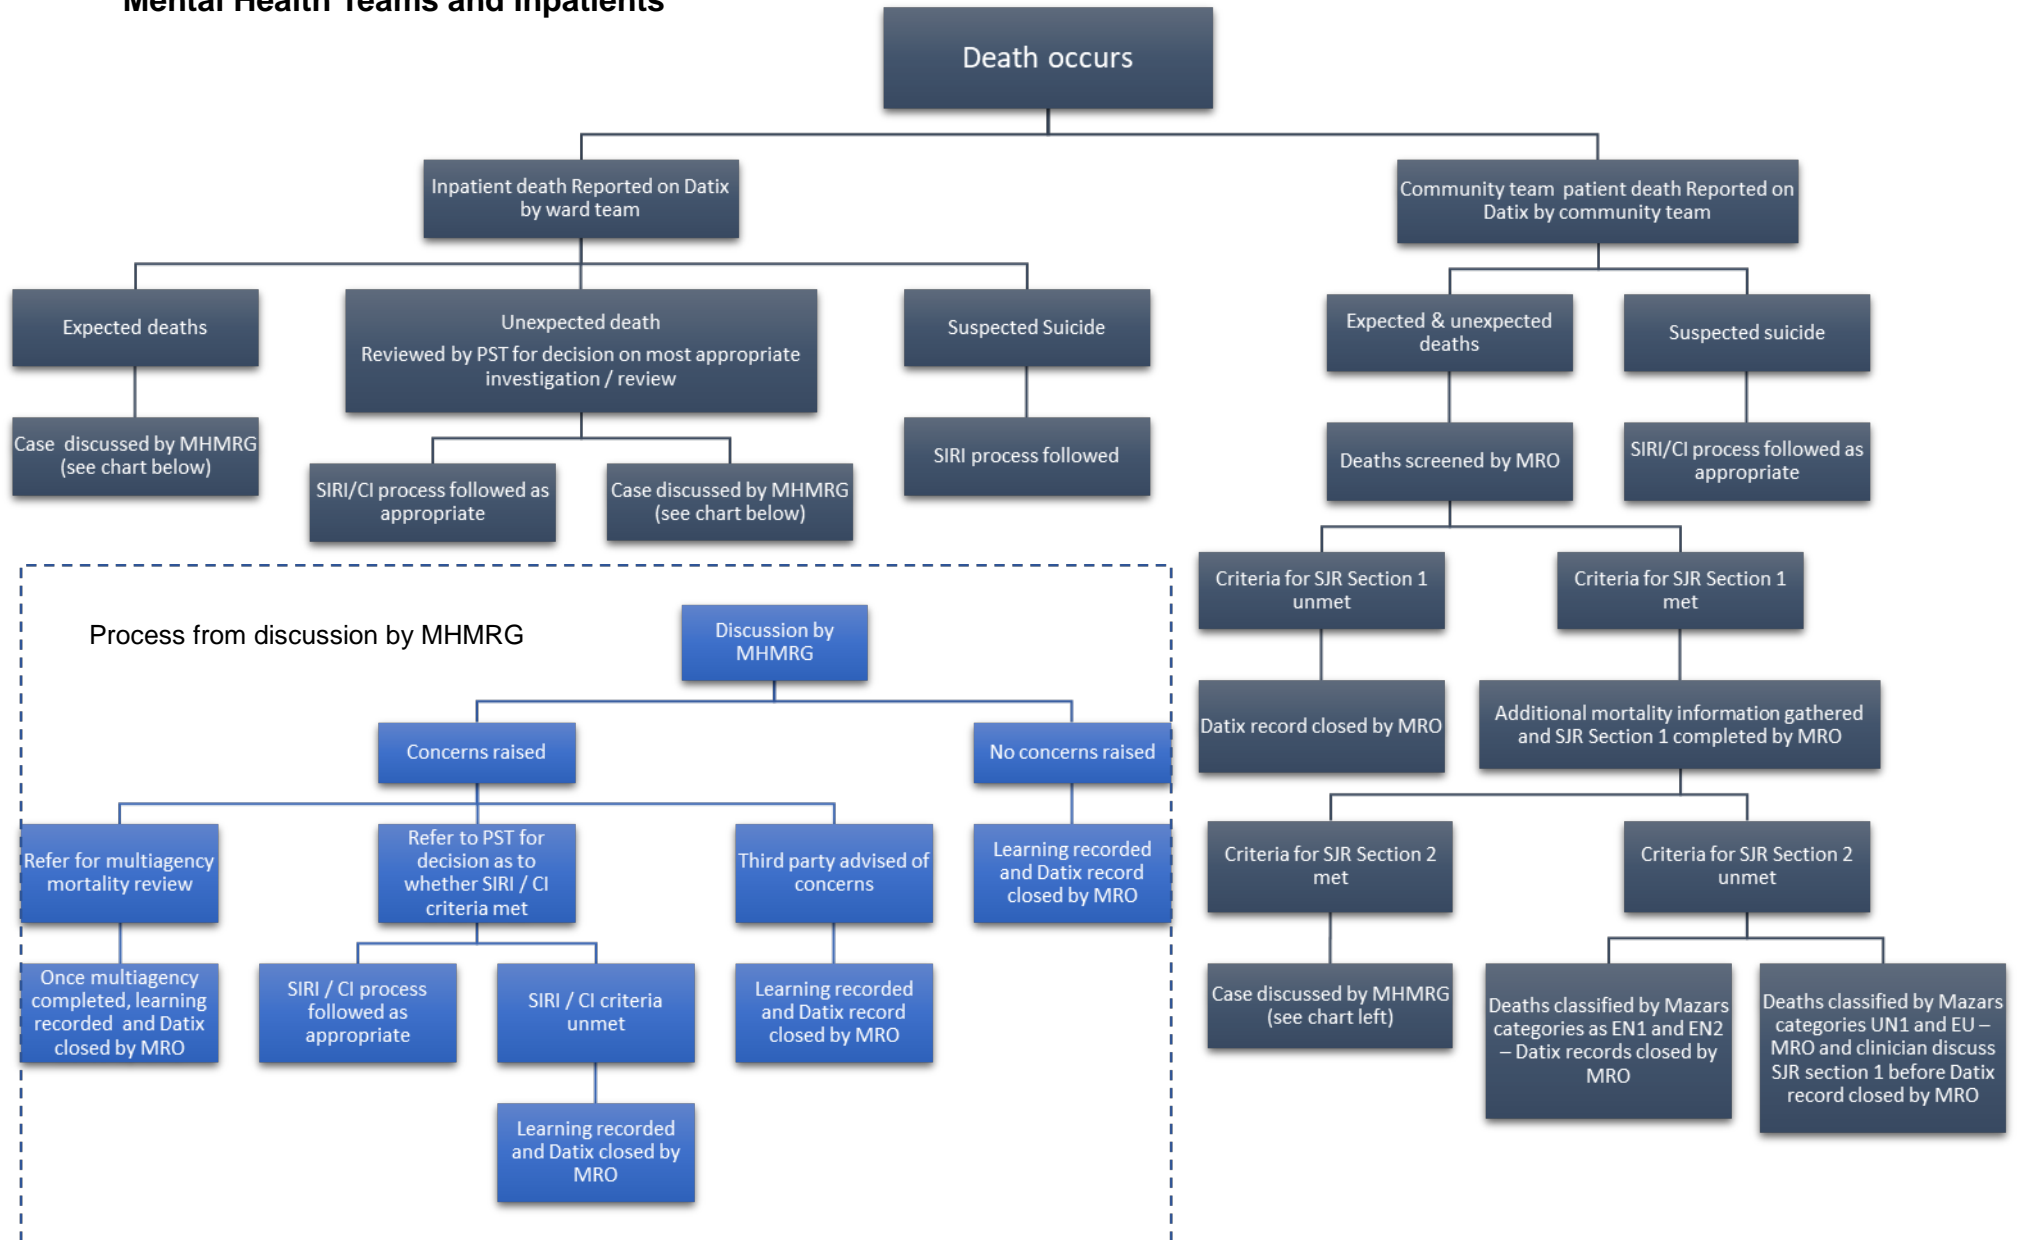 Mental Health Teams and Inpatients
Death occurs
Inpatient death Reported on Datix
by ward team
Community team patient death Reported on
Datix by community team
Expected deaths
Unexpected death
Reviewed by PST for decision on most appropriate
investigation / review
Suspected Suicide
Expected & unexpected
deaths
Suspected suicide
Case discussed by MHMRG
(see chart below)
SIRI/CI process followed as
appropriate
Case discussed by MHMRG
(see chart below)
SIRI process followed
Deaths screened by MRO
SIRI/CI process followed as
appropriate
Criteria for SJR Section 1
unmet
Criteria for SJR Section 1
met
Datix record closed by MRO
Additional mortality information gathered
and SJR Section 1 completed by MRO
Criteria for SJR Section 2
met
Criteria for SJR Section 2
unmet
Case discussed by MHMRG
(see chart left)
Deaths classified by Mazars
categories as EN1 and EN2
– Datix records closed by
MRO
Deaths classified by Mazars
categories UN1 and EU –
MRO and clinician discuss
SJR section 1 before Datix
record closed by MRO
Process from discussion by MHMRG
Discussion by
MHMRG
Concerns raised
No concerns raised
Refer for multiagency
mortality review
Refer to PST for
decision as to
whether SIRI / CI
criteria met
Third party advised of
concerns
Learning recorded
and Datix record
closed by MRO
Once multiagency
completed, learning
recorded and Datix
closed by MRO
SIRI / CI process
followed as
appropriate
SIRI / CI criteria
unmet
Learning recorded
and Datix record
closed by MRO
Learning recorded
and Datix closed by
MRO